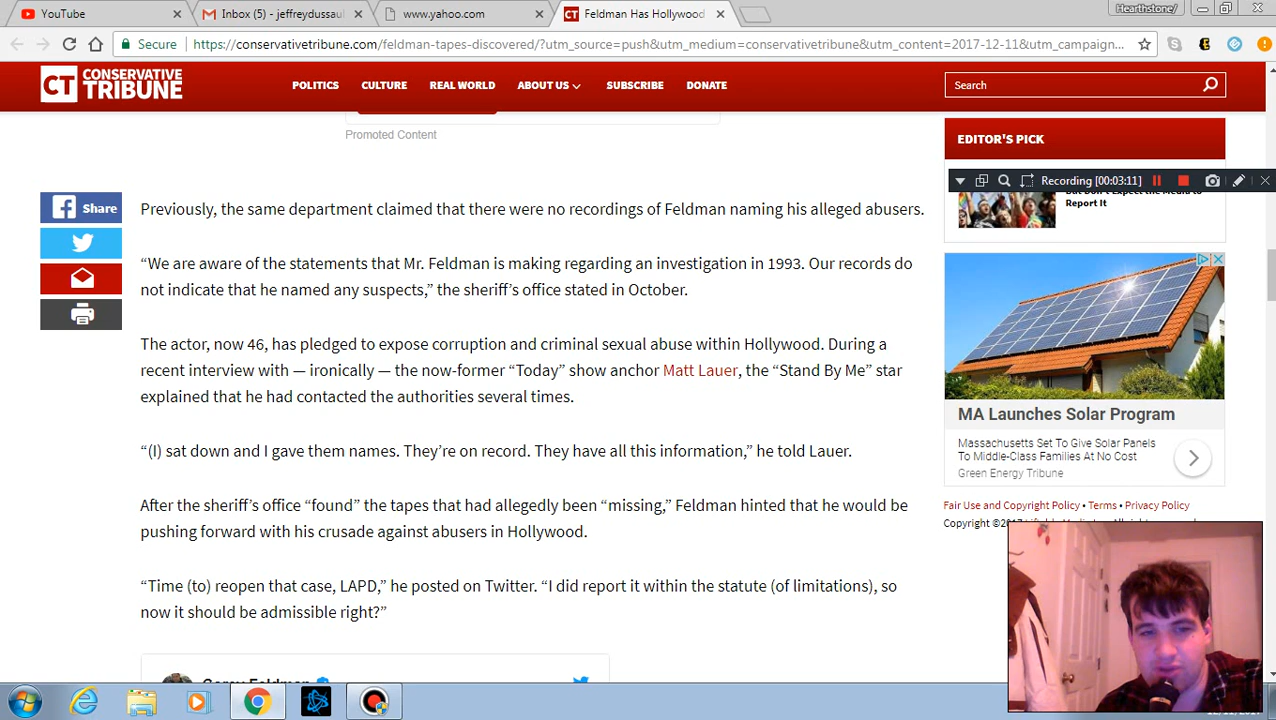 YouTube
Inbox (5) - jeffreydussaul
www.yahoo.com
Feldman Has Hollywood
Hearthstone/
Secure
https://conservativetribune.com/feldman-tapes-discovered/?utm_source=push&utm_medium=conservativetribune&utm_content=2017-12-11&utm_campaign...
CT CONSERVATIVE TRIBUNE
POLITICS
CULTURE
REAL WORLD
ABOUT US
SUBSCRIBE
DONATE
Search
Promoted Content
EDITOR'S PICK
Recording [00:03:11]
Report It
Share
Previously, the same department claimed that there were no recordings of Feldman naming his alleged abusers.
“We are aware of the statements that Mr. Feldman is making regarding an investigation in 1993. Our records do
not indicate that he named any suspects,” the sheriff’s office stated in October.
The actor, now 46, has pledged to expose corruption and criminal sexual abuse within Hollywood. During a
recent interview with — ironically — the now-former “Today” show anchor Matt Lauer, the “Stand By Me” star
explained that he had contacted the authorities several times.
“(I) sat down and I gave them names. They’re on record. They have all this information,” he told Lauer.
After the sheriff’s office “found” the tapes that had allegedly been “missing,” Feldman hinted that he would be
pushing forward with his crusade against abusers in Hollywood.
“Time (to) reopen that case, LAPD,” he posted on Twitter. “I did report it within the statute (of limitations), so
now it should be admissible right?”
MA Launches Solar Program
Massachusetts Set To Give Solar Panels
To Middle-Class Families At No Cost
Green Energy Tribune
Fair Use and Copyright Policy • Terms • Privacy Policy